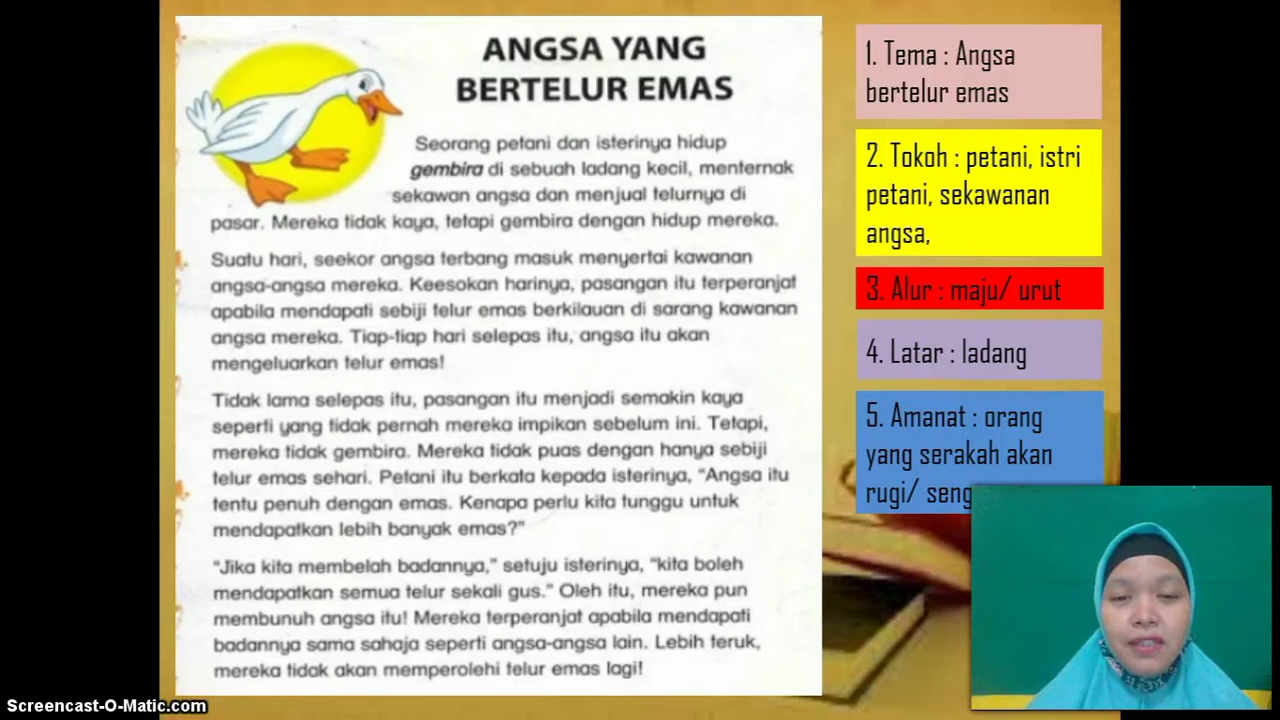 ANGSA YANG
BERTELUR EMAS
Seorang petani dan isterinya hidup
gembira di sebuah ladang kecil, menternak
sekawan angsa dan menjual telurnya di
pasar. Mereka tidak kaya, tetapi gembira dengan hidup mereka.
Suatu hari, seekor angsa terbang masuk menyertai kawanan
angsa-angsa mereka. Keesokan harinya, pasangan itu terperanjat
apabila mendapati sebiji telur emas berkilauan di sarang kawanan
angsa mereka. Tiap-tiap hari selepas itu, angsa itu akan
mengeluarkan telur emas!
Tidak lama selepas itu, pasangan itu menjadi semakin kaya
seperti yang tidak pernah mereka impikan sebelum ini. Tetapi,
mereka tidak gembira. Mereka tidak puas dengan hanya sebiji
telur emas sehari. Petani itu berkata kepada isterinya, “Angsa itu
tentu penuh dengan emas. Kenapa perlu kita tunggu untuk
mendapatkan lebih banyak emas?”
“Jika kita membelah badannya,” setuju isterinya, “kita boleh
mendapatkan semua telur sekali gus.” Oleh itu, mereka pun
membunuh angsa itu! Mereka terperanjat apabila mendapati
badannya sama sahaja seperti angsa-angsa lain. Lebih teruk,
mereka tidak akan memperolehi telur emas lagi!
1. Tema : Angsa
bertelur emas
2. Tokoh : petani, istri
petani, sekawanan
angsa,
3. Alur : maju/ urut
4. Latar : ladang
5. Amanat : orang
yang serakah akan
rugi/
Screencast-O-Matic.com